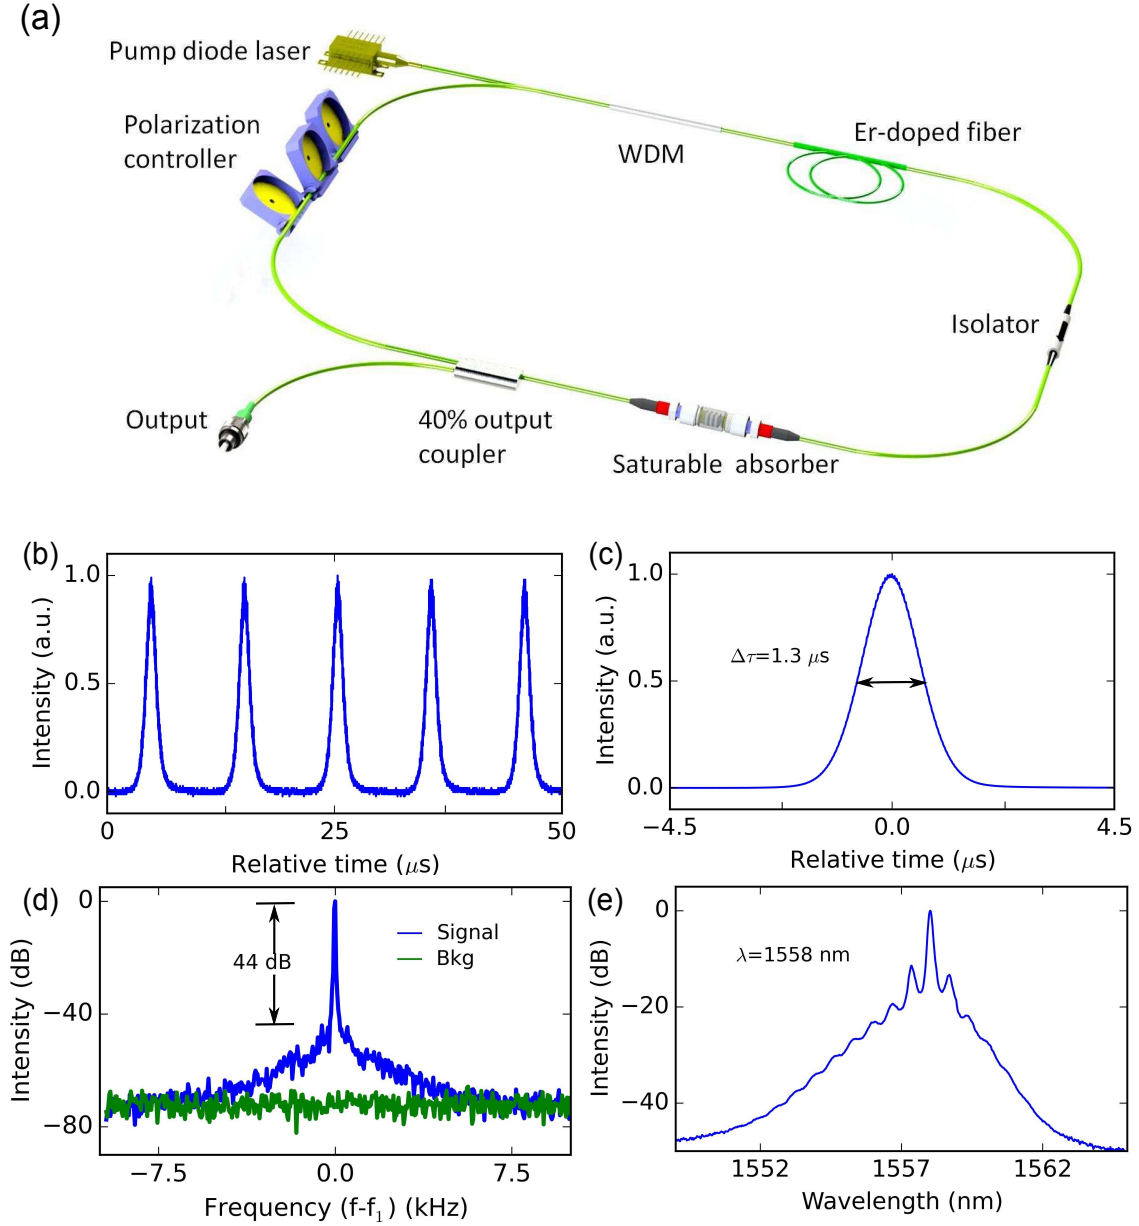 (a)
Pump diode laser
Polarization
controller
WDM
Er-doped fiber
Isolator
Output
40% output
coupler
Saturable absorber
(b)
1.0
0.5
0.0
Intensity (a.u.)
0
25
50
Relative time (μs)
(c)
1.0
0.5
0.0
Intensity (a.u.)
Δτ=1.3 μs
−4.5
0.0
4.5
Relative time (μs)
(d)
0
−40
−80
Intensity (dB)
44 dB
Signal
Bkg
−7.5
0.0
7.5
Frequency (f-f₁) (kHz)
(e)
0
−20
−40
Intensity (dB)
λ=1558 nm
1552
1557
1562
Wavelength (nm)